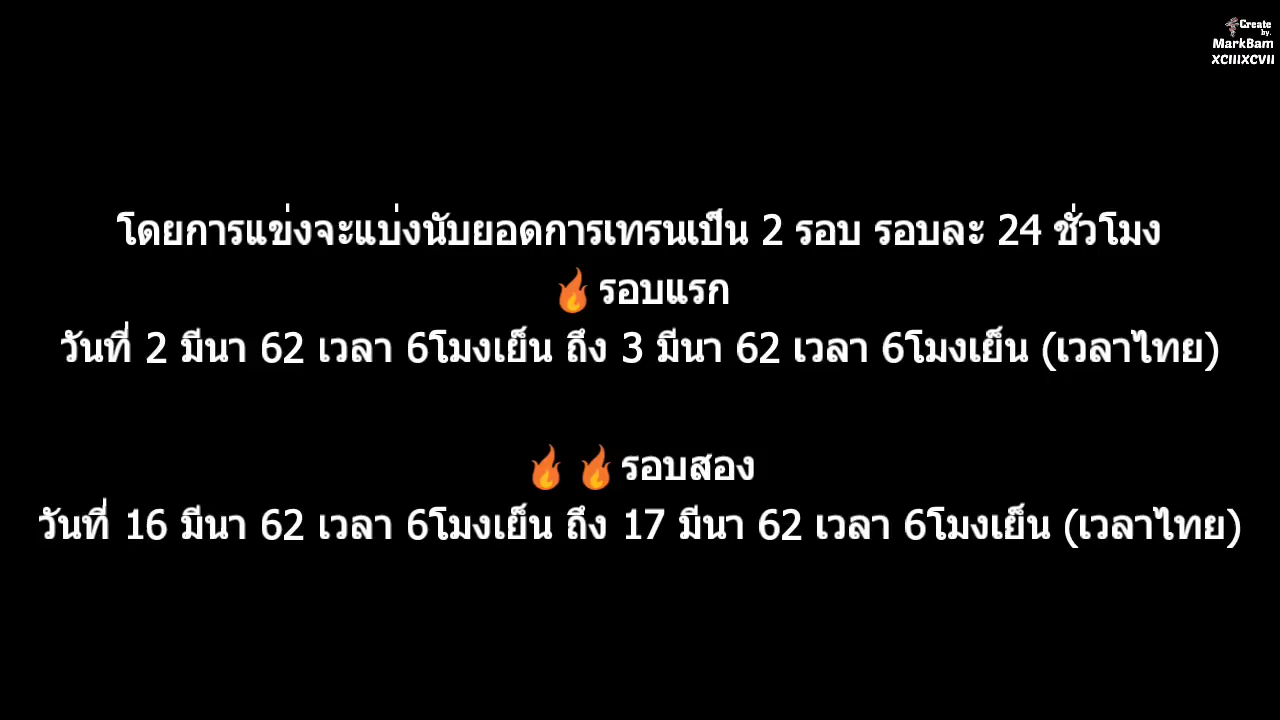 Create
by.
MarkBam
XCIIIXCVII
โดยการแข่งจะแบ่งนับยอดการเทรนเป็น 2 รอบ รอบละ 24 ชั่วโมง
🔥รอบแรก
วันที่ 2 มีนา 62 เวลา 6โมงเย็น ถึง 3 มีนา 62 เวลา 6โมงเย็น (เวลาไทย)
🔥🔥รอบสอง
วันที่ 16 มีนา 62 เวลา 6โมงเย็น ถึง 17 มีนา 62 เวลา 6โมงเย็น (เวลาไทย)